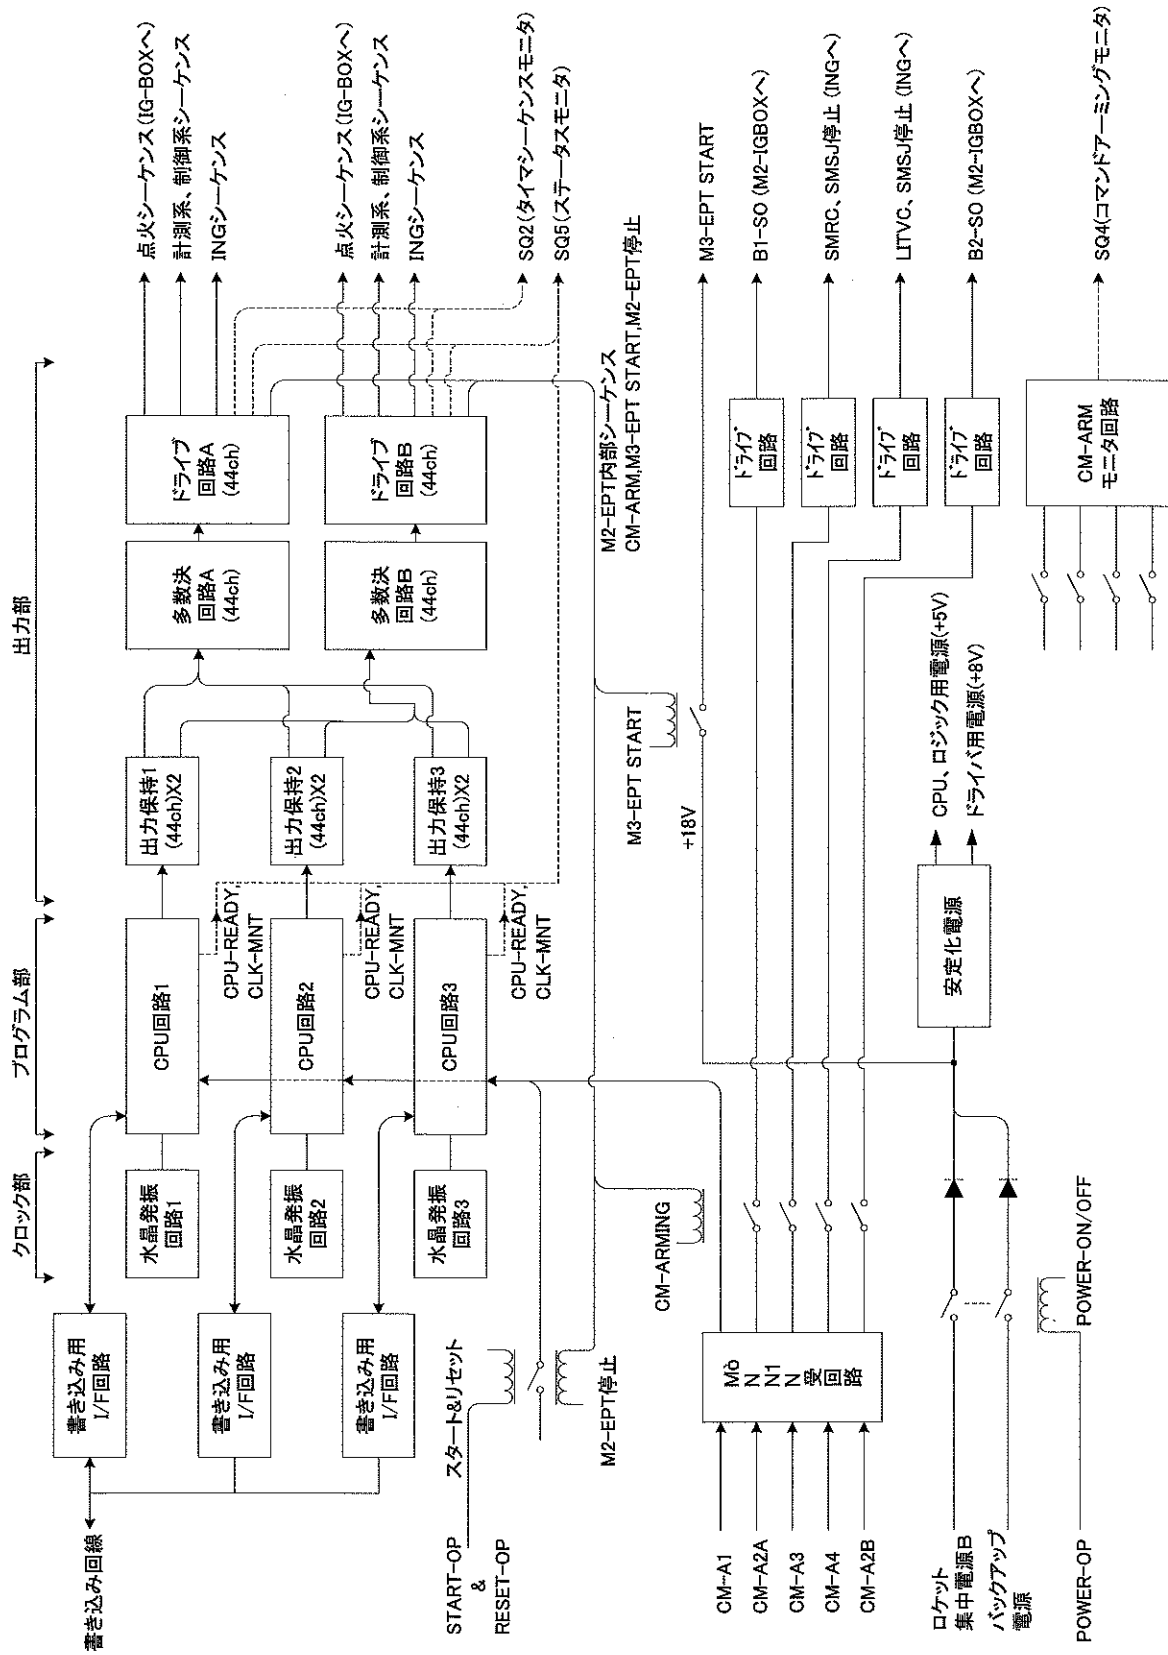 クロック部
プログラム部
出力部
書き込み回線
書き込み用
I/F回路
書き込み用
I/F回路
書き込み用
I/F回路
水晶発振
回路1
水晶発振
回路2
水晶発振
回路3
CPU回路1
CPU回路2
CPU回路3
CPU-READY,
CLK-MNT
CPU-READY,
CLK-MNT
CPU-READY,
CLK-MNT
出力保持1
(44ch)X2
出力保持2
(44ch)X2
出力保持3
(44ch)X2
多数決
回路A
(44ch)
多数決
回路B
(44ch)
ドライブ
回路A
(44ch)
ドライブ
回路B
(44ch)
点火シーケンス(IG-BOXへ)
計測系、制御系シーケンス
INGシーケンス
点火シーケンス(IG-BOXへ)
計測系、制御系シーケンス
INGシーケンス
SQ2(タイマシーケンスモニタ)
SQ5(ステータスモニタ)
START-OP
&
RESET-OP
スタート&リセット
M2-EPT停止
M2-EPT内部シーケンス
CM-ARM,M3-EPT START,M2-EPT停止
CM-ARMING
M3-EPT START
+18V
M3-EPT START
CM-A1
CM-A2A
CM-A3
CM-A4
CM-A2B
Mò
N
N1
N
受
回
路
ドライブ
回路
ドライブ
回路
ドライブ
回路
ドライブ
回路
B1-SO (M2-IGBOXへ)
SMRC、SMSJ停止 (INGへ)
LITVC、SMSJ停止 (INGへ)
B2-SO (M2-IGBOXへ)
ロケット
集中電源B
バックアップ
電源
POWER-OP
POWER-ON/OFF
安定化電源
CPU、ロジック用電源(+5V)
ドライバ用電源(+8V)
CM-ARM
モニタ回路
SQ4(コマンドアーミングモニタ)